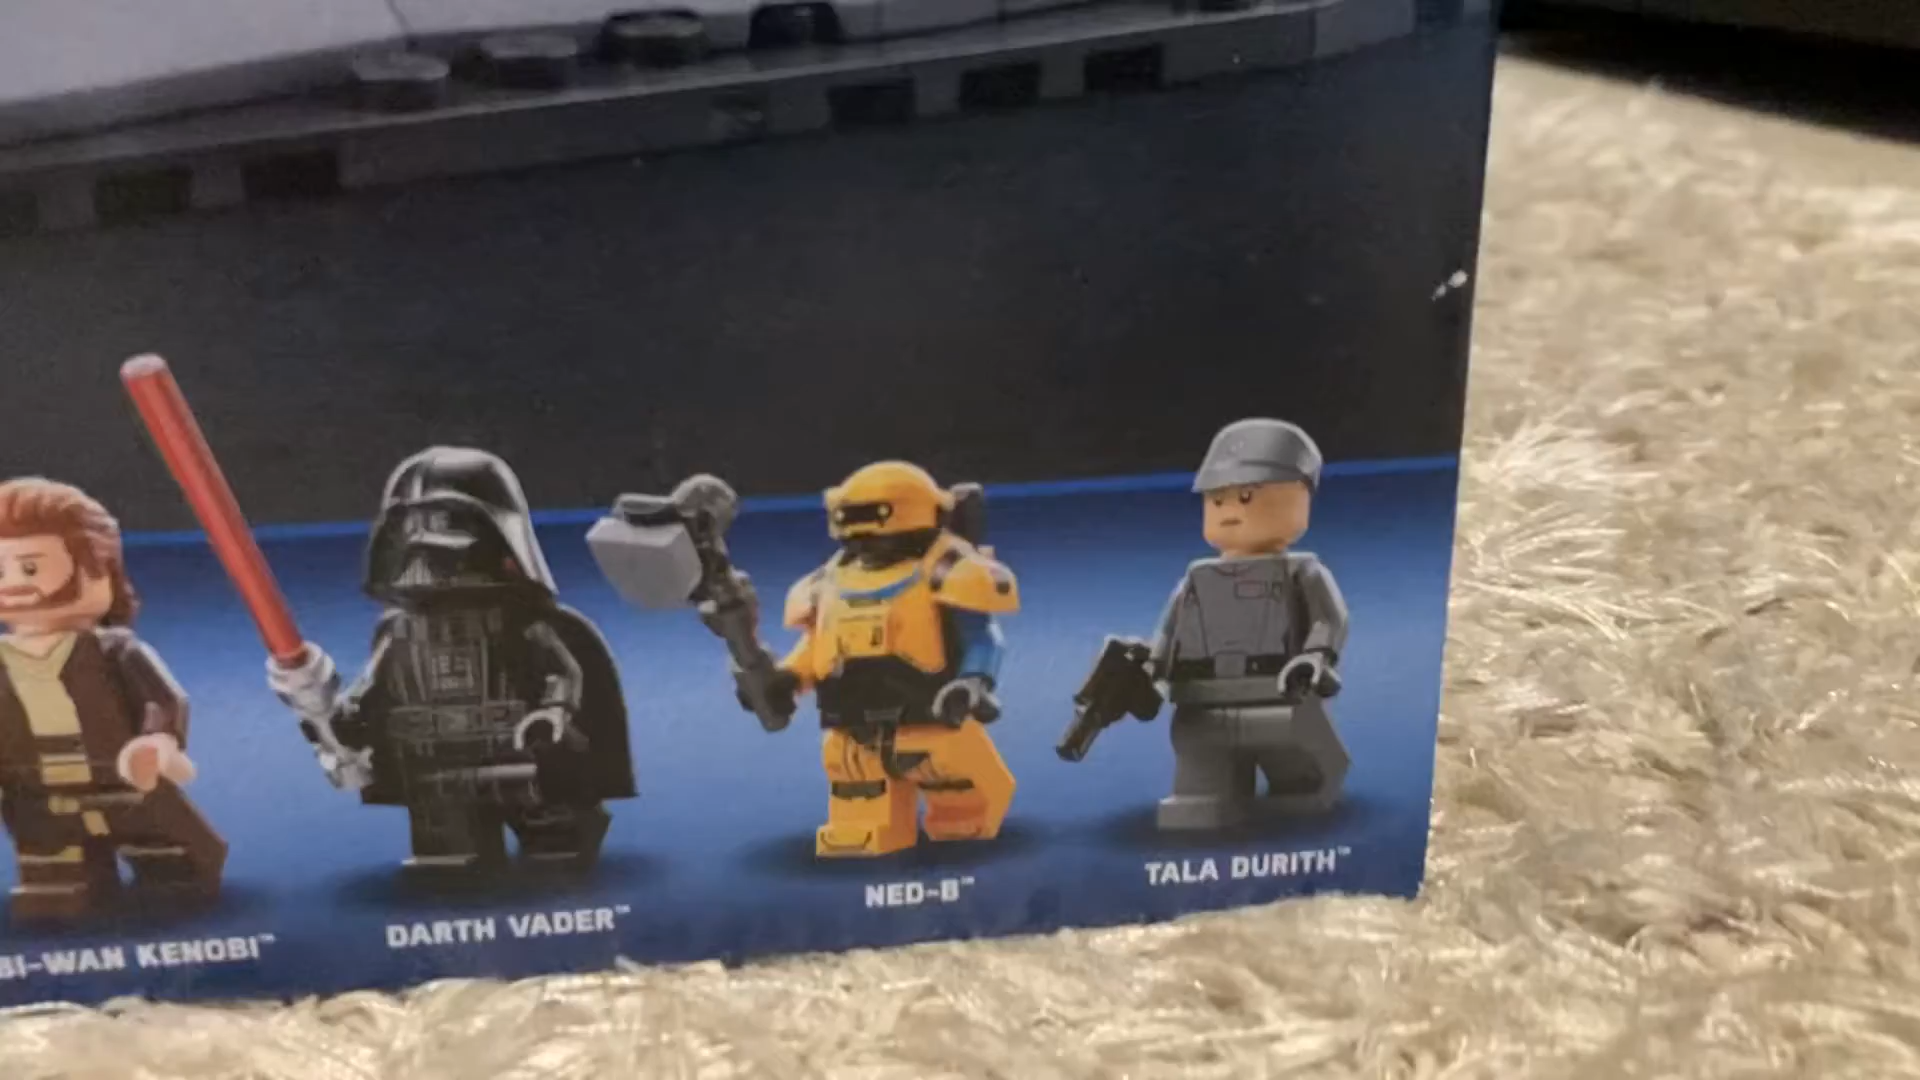 BI-WAN KENOBI™
DARTH VADER™
NED-B™
TALA DURITH™